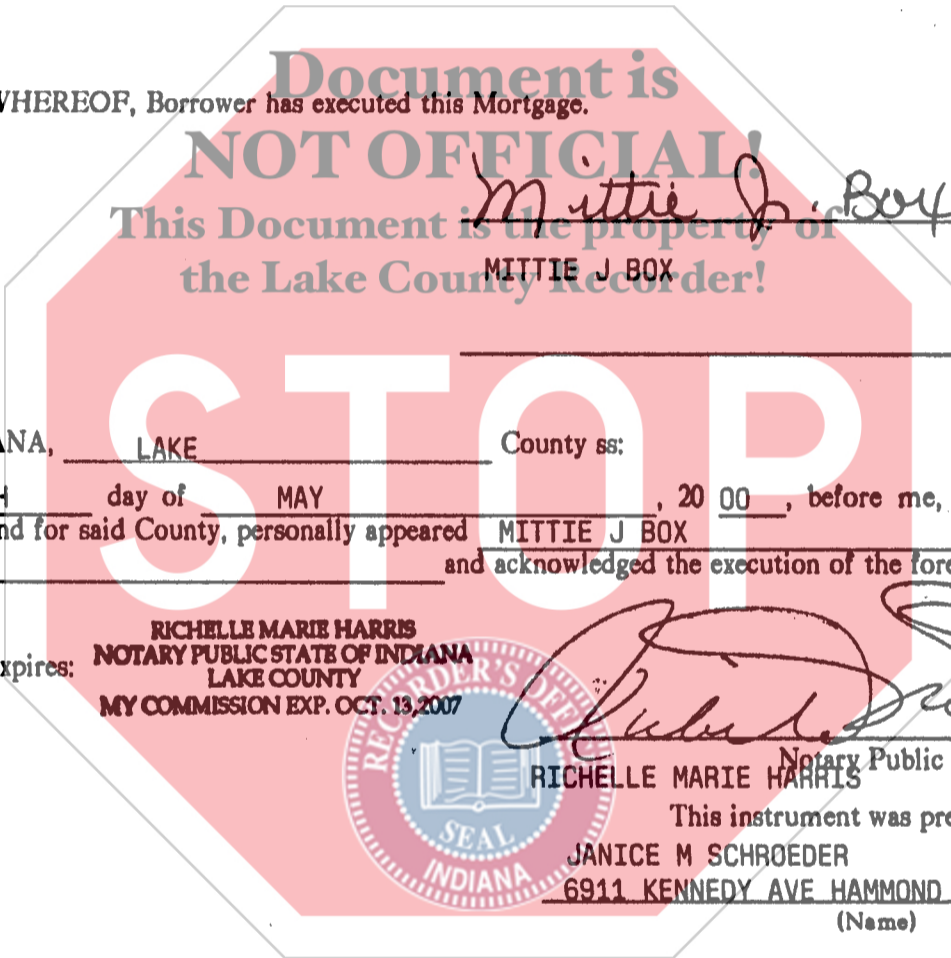 Document is
WHEREOF, Borrower has executed this Mortgage.
NOT OFFICIAL!
Mittie J. Box
This Document is the property of
MITTIE J BOX
the Lake County Recorder!
STOP
ANA, LAKE County ss:
H day of MAY , 20 00 , before me,
nd for said County, personally appeared MITTIE J BOX
and acknowledged the execution of the fore
RICHELLE MARIE HARRIS
xpires: NOTARY PUBLIC STATE OF INDIANA
LAKE COUNTY
MY COMMISSION EXP. OCT. 13,2007
RECORDER'S OFFICE
SEAL
INDIANA
Notary Public
RICHELLE MARIE HARRIS
This instrument was pre
JANICE M SCHROEDER
6911 KENNEDY AVE HAMMOND
(Name)